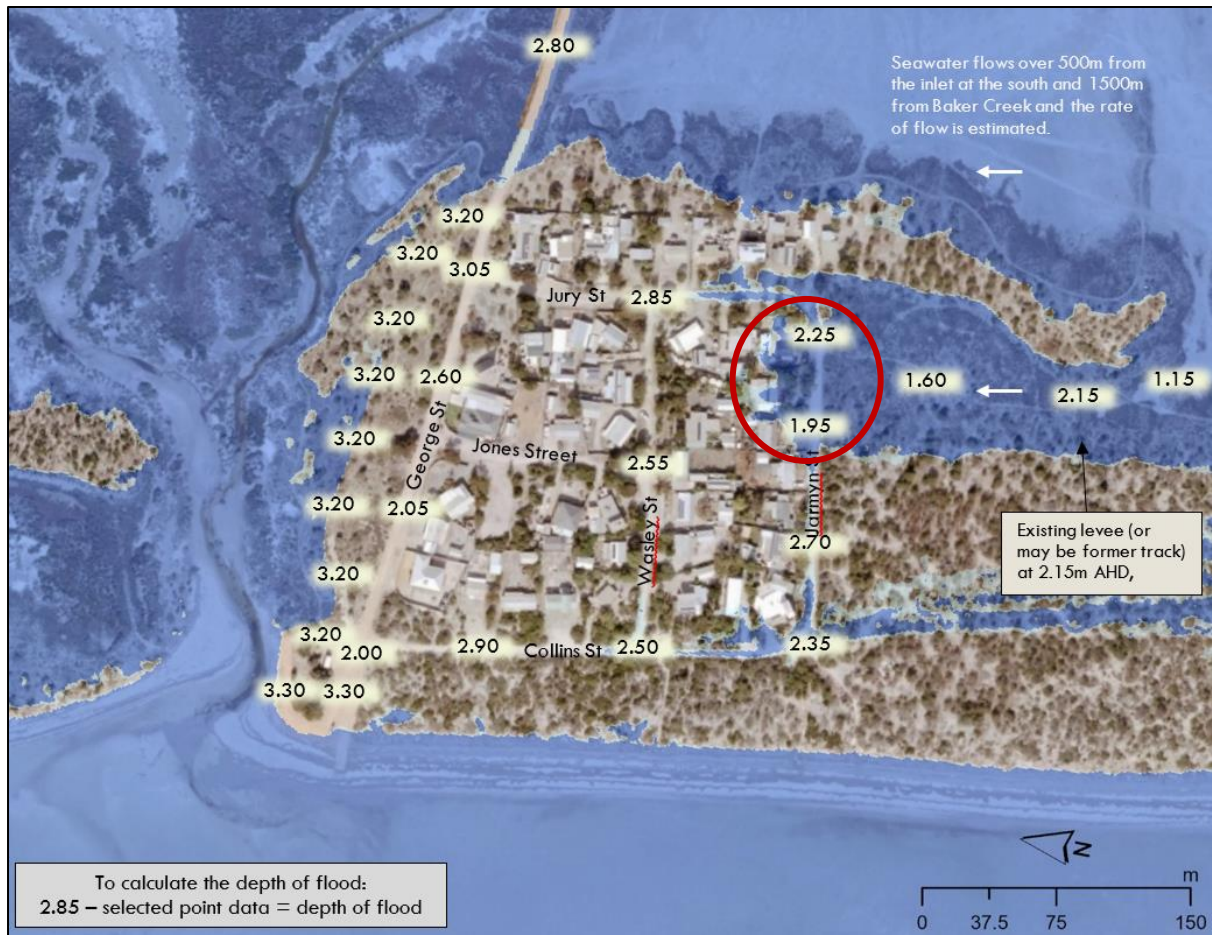 2.80
Seawater flows over 500m from
the inlet at the south and 1500m
from Baker Creek and the rate
of flow is estimated.
3.20
3.20
3.05
Jury St
2.85
3.20
2.25
3.20
2.60
1.60
2.15
1.15
George St
1.95
3.20
Jones Street
2.55
3.20
2.05
Wasley St
Jarmyn St
2.70
Existing levee (or
may be former track)
at 2.15m AHD,
3.20
3.20
2.00
2.90
Collins St
2.50
2.35
3.30
3.30
N
To calculate the depth of flood:
2.85 – selected point data = depth of flood
m
0
37.5
75
150